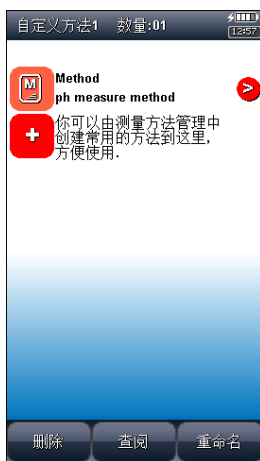 自定义方法1 数量:01
12:57
M
Method
ph measure method
>
+
你可以由测量方法管理中
创建常用的方法到这里,
方便使用.
删除 查阅 重命名